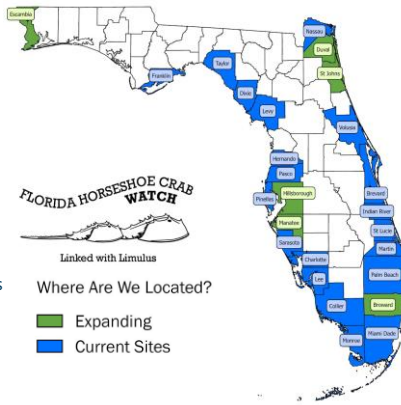 Escambia
Nassau
Duval
St Johns
Franklin
Taylor
Dixie
Levy
Volusia
Hernando
Pasco
Pinellas
Hillsborough
Manatee
Sarasota
Charlotte
Lee
Collier
Monroe
Brevard
Indian River
St Lucie
Martin
Palm Beach
Broward
Miami-Dade
FLORIDA HORSESHOE CRAB
WATCH
Linked with Limulus
s
Where Are We Located?
Expanding
Current Sites